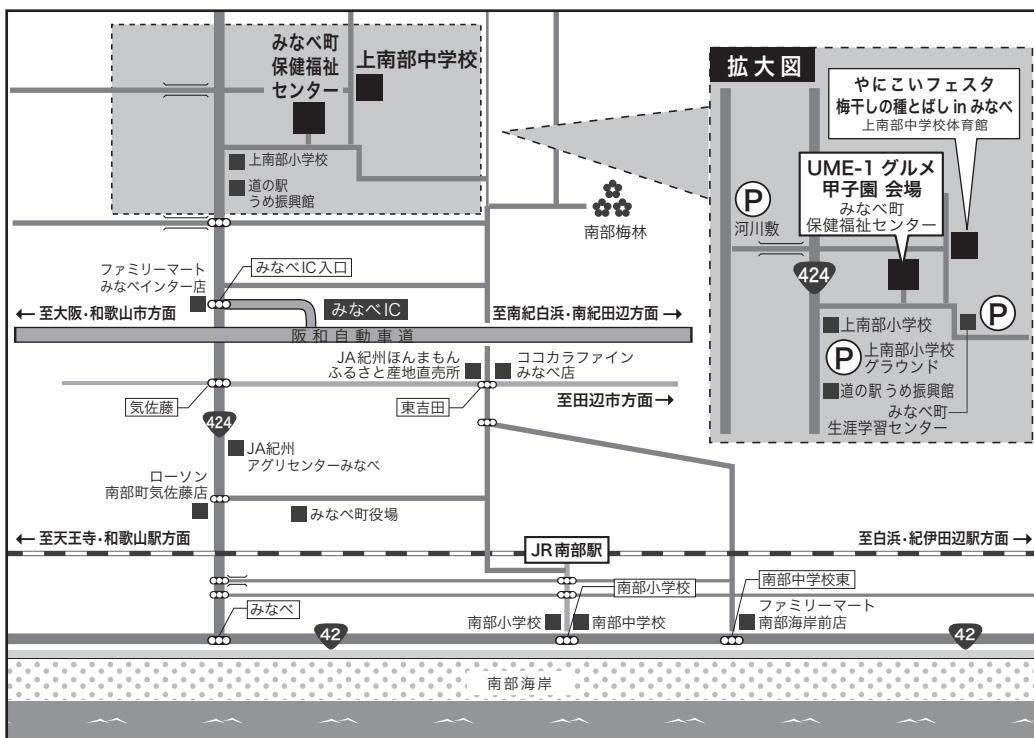 みなべ町
保健福祉
センター
上南部中学校
上南部小学校
道の駅
うめ振興館
南部梅林
拡大図
やにこいフェスタ
梅干しの種とばし in みなべ
上南部中学校体育館
UME-1 グルメ
甲子園 会場
みなべ町
保健福祉センター
P
河川敷
424
上南部小学校
P
P
上南部小学校
グラウンド
道の駅 うめ振興館
みなべ町
生涯学習センター
ファミリーマート
みなべインター店
みなべIC入口
みなべIC
←至大阪・和歌山市方面
至南紀白浜・南紀田辺方面→
阪和自動車道
JA紀州ほんまもん
ふるさと産地直売所
ココカラファイン
みなべ店
気佐藤
東吉田
至田辺市方面→
424
JA紀州
アグリセンターみなべ
ローソン
南部町気佐藤店
みなべ町役場
←至天王寺・和歌山駅方面
JR南部駅
至白浜・紀伊田辺駅方面→
南部小学校
南部中学校東
みなべ
南部小学校
南部中学校
ファミリーマート
南部海岸前店
42
42
南部海岸